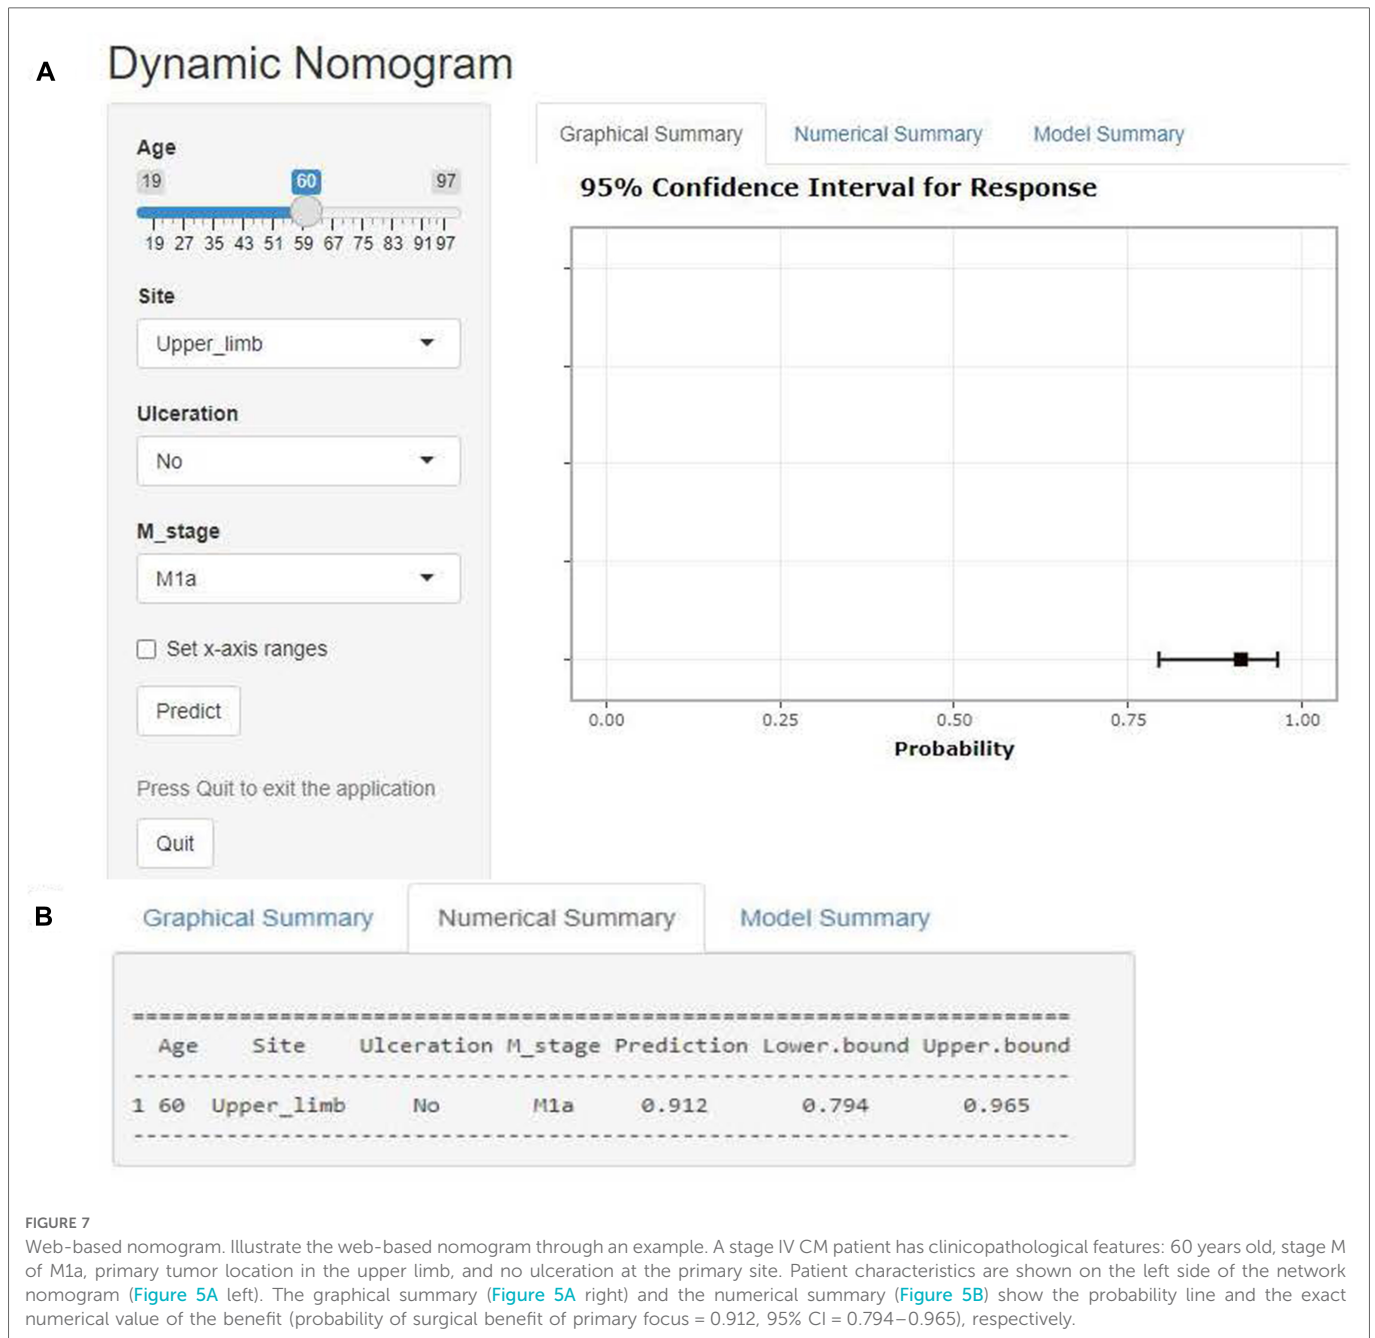 A
Dynamic Nomogram
Age
19 60 97
19 27 35 43 51 59 67 75 83 91 97
Site
Upper_limb
Ulceration
No
M_stage
M1a
Set x-axis ranges
Predict
Press Quit to exit the application
Quit
Graphical Summary Numerical Summary Model Summary
95% Confidence Interval for Response
0.00 0.25 0.50 0.75 1.00
Probability
B
Graphical Summary Numerical Summary Model Summary
Age Site Ulceration M_stage Prediction Lower.bound Upper.bound
1 60 Upper_limb No M1a 0.912 0.794 0.965
FIGURE 7
Web-based nomogram. Illustrate the web-based nomogram through an example. A stage IV CM patient has clinicopathological features: 60 years old, stage M
of M1a, primary tumor location in the upper limb, and no ulceration at the primary site. Patient characteristics are shown on the left side of the network
nomogram (Figure 5A left). The graphical summary (Figure 5A right) and the numerical summary (Figure 5B) show the probability line and the exact
numerical value of the benefit (probability of surgical benefit of primary focus = 0.912, 95% CI = 0.794–0.965), respectively.